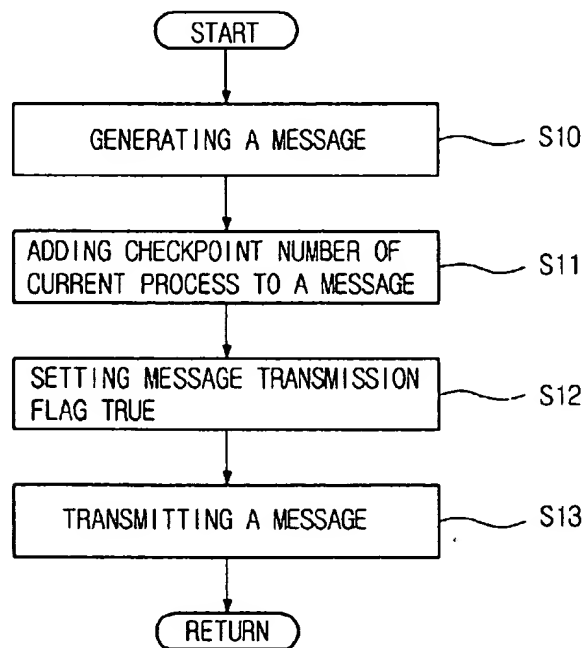 START
GENERATING A MESSAGE
S10
ADDING CHECKPOINT NUMBER OF
CURRENT PROCESS TO A MESSAGE
S11
SETTING MESSAGE TRANSMISSION
FLAG TRUE
S12
TRANSMITTING A MESSAGE
S13
RETURN